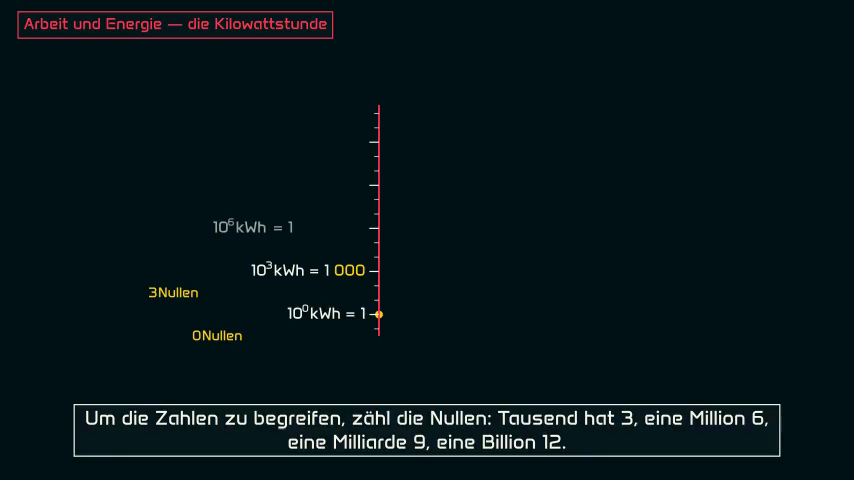 Arbeit und Energie — die Kilowattstunde
10⁶kWh = 1
10³kWh = 1 000
3Nullen
10⁰kWh = 1
0Nullen
Um die Zahlen zu begreifen, zähl die Nullen: Tausend hat 3, eine Million 6,
eine Milliarde 9, eine Billion 12.